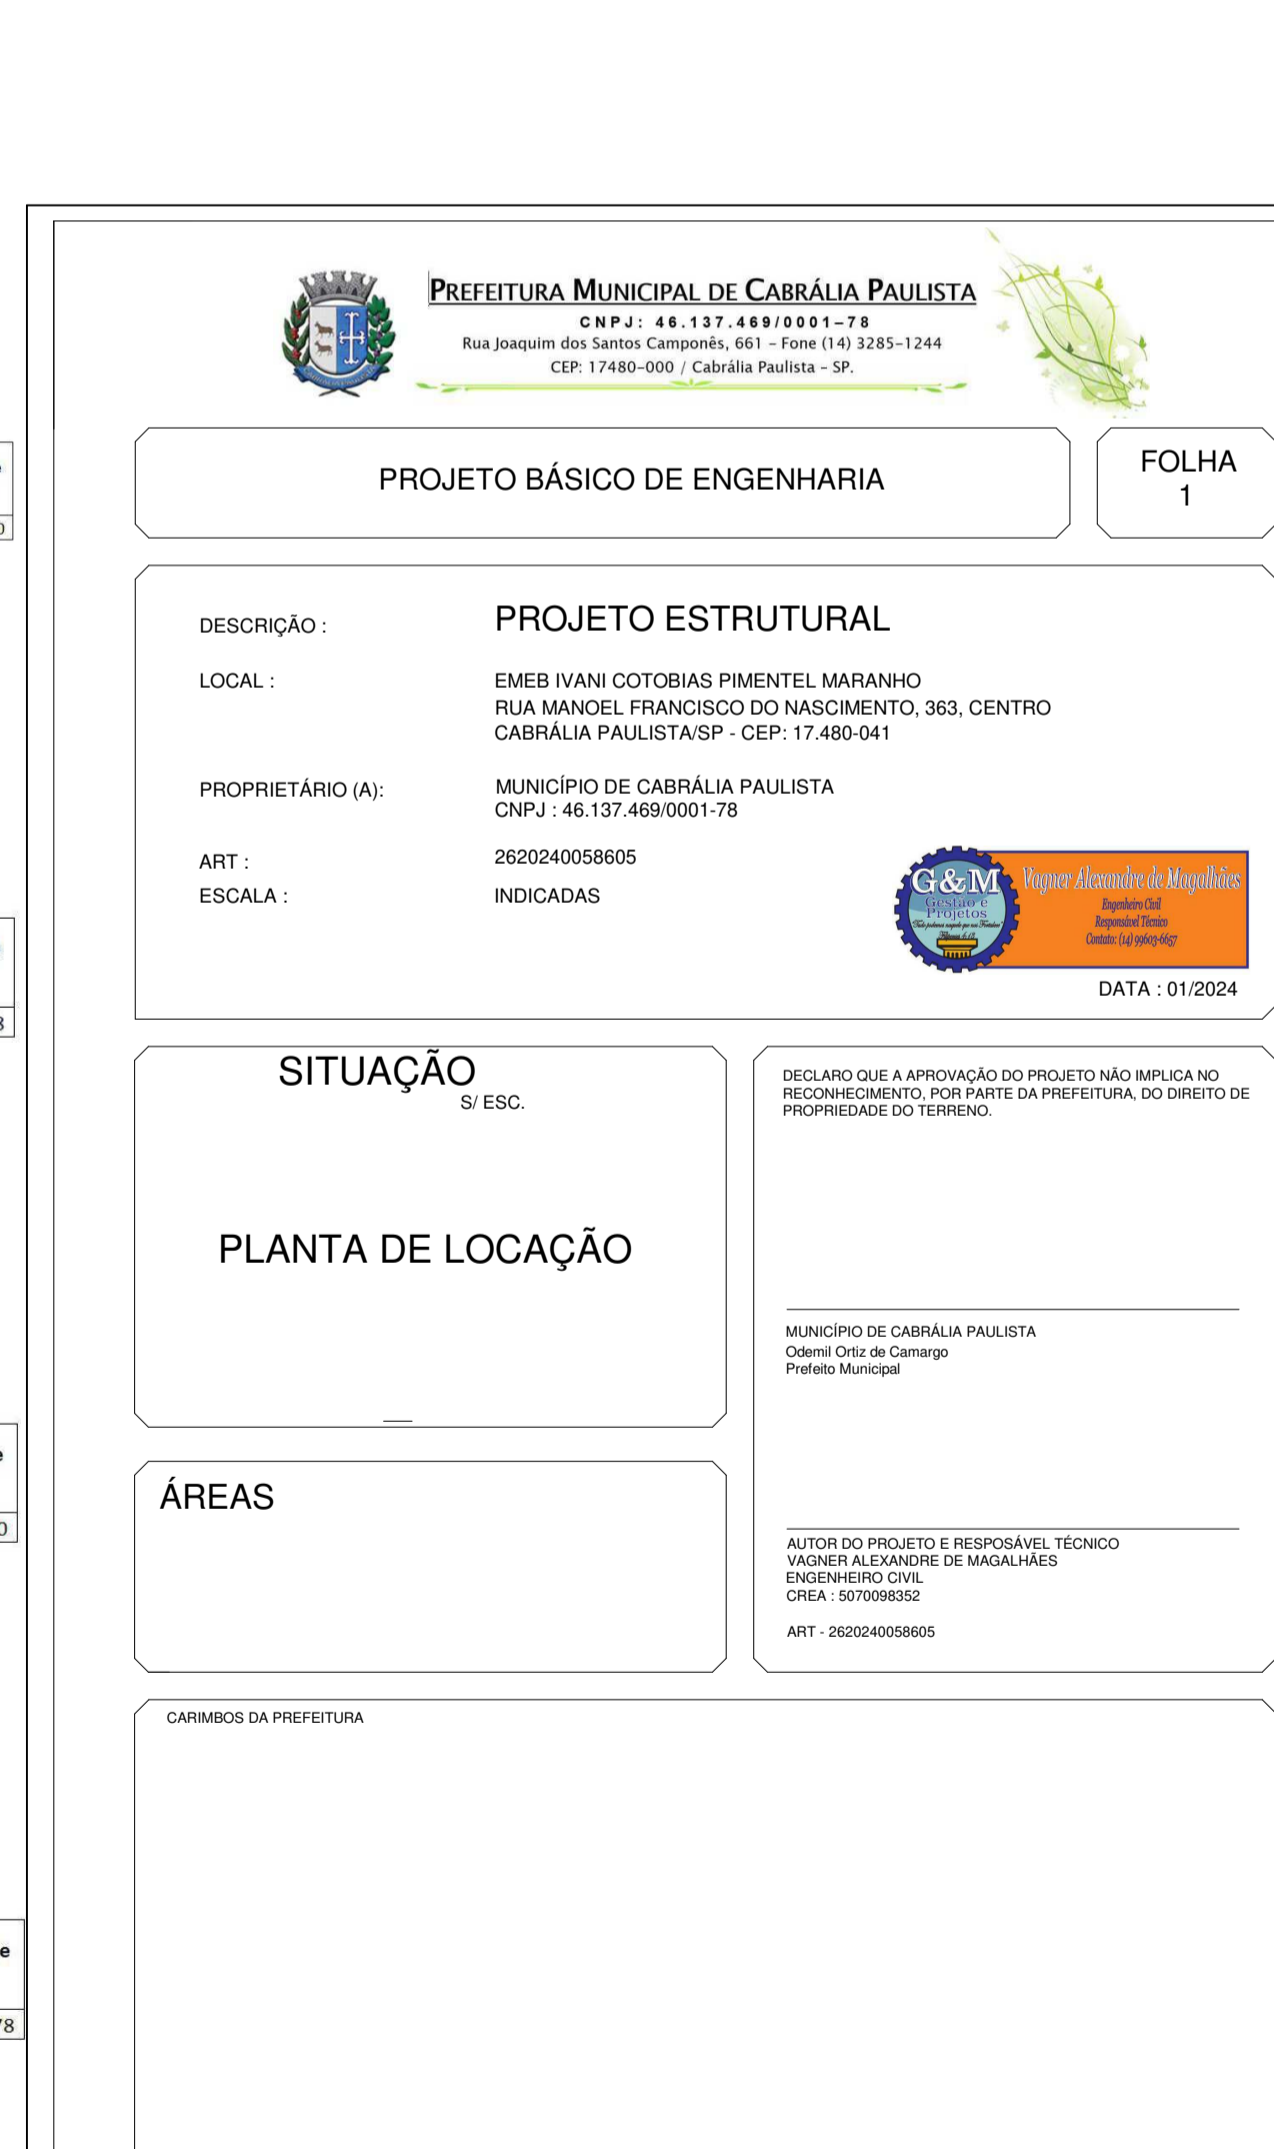 PREFEITURA MUNICIPAL DE CABRÁLIA PAULISTA
CNPJ: 46.137.469/0001-78
Rua Joaquim dos Santos Camponês, 661 - Fone (14) 3285-1244
CEP: 17480-000 / Cabrália Paulista - SP.
PROJETO BÁSICO DE ENGENHARIA
FOLHA
1
DESCRIÇÃO :
PROJETO ESTRUTURAL
LOCAL :
EMEB IVANI COTOBIAS PIMENTEL MARANHO
RUA MANOEL FRANCISCO DO NASCIMENTO, 363, CENTRO
CABRÁLIA PAULISTA/SP - CEP: 17.480-041
PROPRIETÁRIO (A):
MUNICÍPIO DE CABRÁLIA PAULISTA
CNPJ : 46.137.469/0001-78
ART :
2620240058605
ESCALA :
INDICADAS
G&M
Gestão e
Projetos
Vagner Alexandre de Magalhães
Engenheiro Civil
Responsável Técnico
Contato: (14) 99603-6657
DATA : 01/2024
SITUAÇÃO
S/ ESC.
PLANTA DE LOCAÇÃO
ÁREAS
DECLARO QUE A APROVAÇÃO DO PROJETO NÃO IMPLICA NO
RECONHECIMENTO, POR PARTE DA PREFEITURA, DO DIREITO DE
PROPRIEDADE DO TERRENO.
MUNICÍPIO DE CABRÁLIA PAULISTA
Odemil Ortiz de Camargo
Prefeito Municipal
AUTOR DO PROJETO E RESPOSÁVEL TÉCNICO
VAGNER ALEXANDRE DE MAGALHÃES
ENGENHEIRO CIVIL
CREA : 5070098352
ART - 2620240058605
CARIMBOS DA PREFEITURA